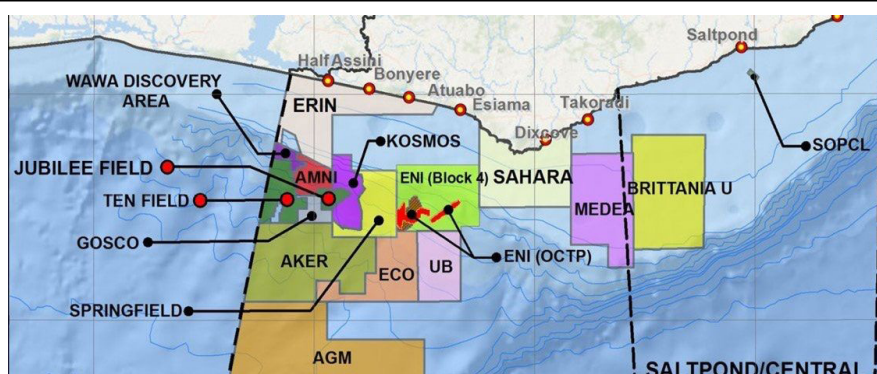 Saltpond
Half Assini
WAWA DISCOVERY
AREA
Bonyere
ERIN
Atuabo
Esiama
Takoradi
Dixcove
KOSMOS
SOPCL
JUBILEE FIELD
AMNI
ENI (Block 4)
SAHARA
BRITTANIA U
TEN FIELD
MEDEA
GOSCO
AKER
ECO
UB
ENI (OCTP)
SPRINGFIELD
AGM
SALTPOND/CENTRAL